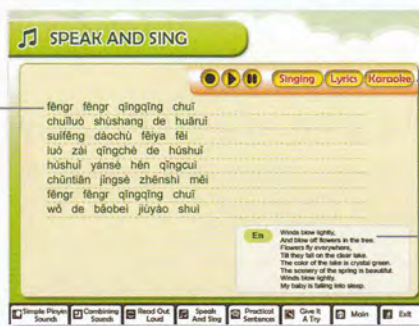 SPEAK AND SING
Singing
Lyrics
Karaoke
fēngr fēngr qīngqīng chuī
chuīluò shùshang de huāruǐ
suífēng dàochù fēiya fēi
luò zài qīngchè de húshuǐ
húshuǐ yánsè hěn qīngcuì
chūntiān jǐngsè zhēnshi měi
fēngr fēngr qīngqīng chuī
wǒ de bǎobei jiùyào shuì
En
Winds blow lightly,
And blow off flowers in the tree.
Flowers fly everywhere,
Till they fall on the clear lake.
The color of the lake is crystal green.
The scenery of the spring is beautiful.
Winds blow lightly.
My baby is falling into sleep.
Simple Pinyin Sounds
Combining Sounds
Read Out Loud
Speak And Sing
Practical Sentences
Give It A Try
Main
Exit